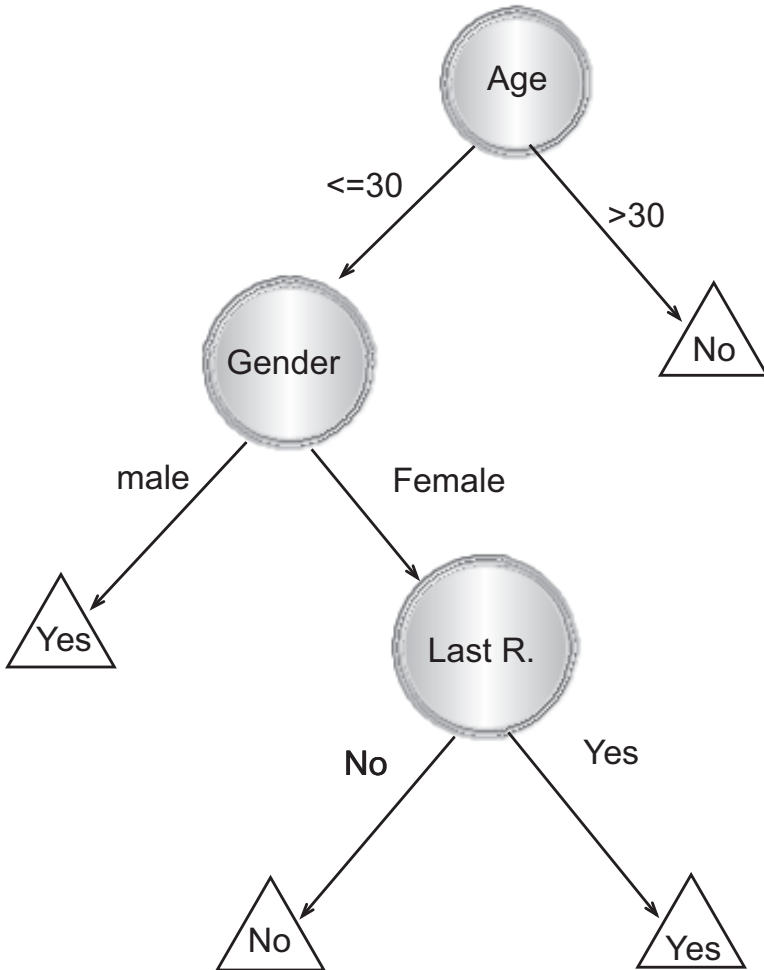 Age
<=30
>30
Gender
No
male
Female
Yes
Last R.
No
Yes
No
Yes